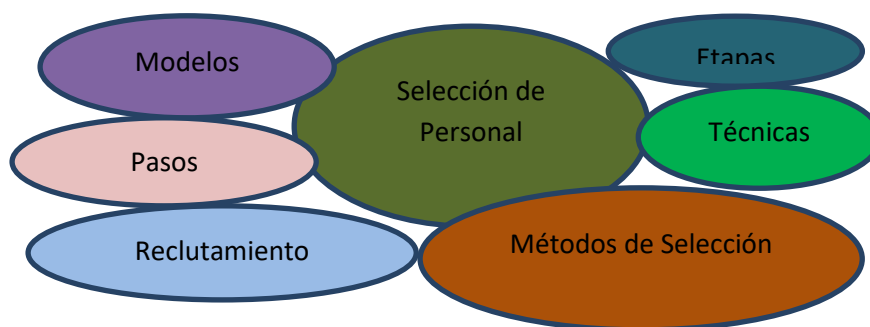 Modelos
Selección de
Personal
Etapas
Técnicas
Pasos
Reclutamiento
Métodos de Selección